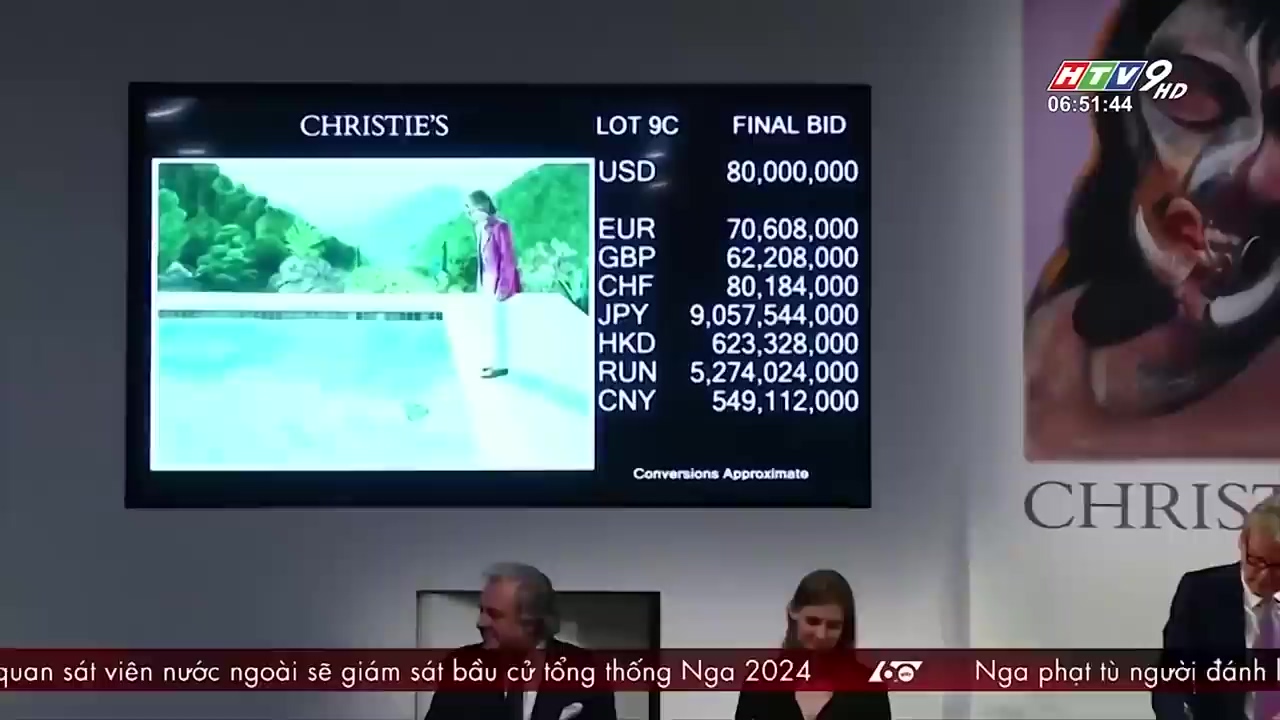 HTV9 HD
06:51:44
CHRISTIE'S LOT 9C FINAL BID
USD 80,000,000
EUR 70,608,000
GBP 62,208,000
CHF 80,184,000
JPY 9,057,544,000
HKD 623,328,000
RUN 5,274,024,000
CNY 549,112,000
Conversions Approximate
CHRIST
quan sát viên nước ngoài sẽ giám sát bầu cử tổng thống Nga 2024 60 Nga phạt tù người đánh